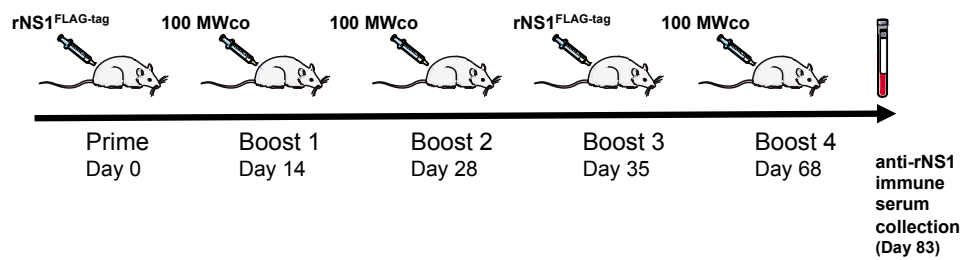 rNS1FLAG-tag 100 MWco 100 MWco rNS1FLAG-tag 100 MWco
Prime Boost 1 Boost 2 Boost 3 Boost 4
Day 0 Day 14 Day 28 Day 35 Day 68
anti-rNS1
immune
serum
collection
(Day 83)